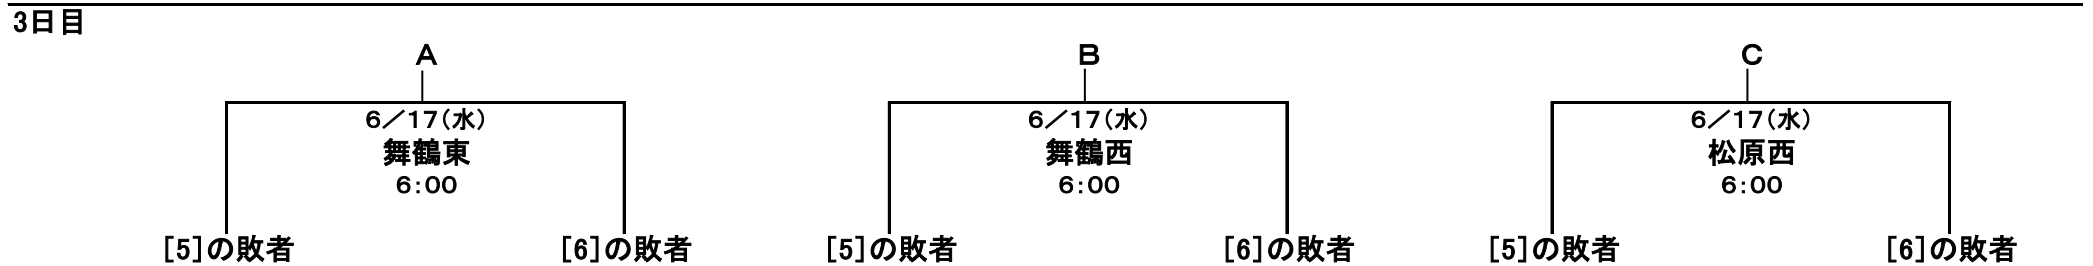 3日目
A
B
C
6／17(水)
6／17(水)
6／17(水)
舞鶴東
舞鶴西
松原西
6:00
6:00
6:00
[5]の敗者
[6]の敗者
[5]の敗者
[6]の敗者
[5]の敗者
[6]の敗者